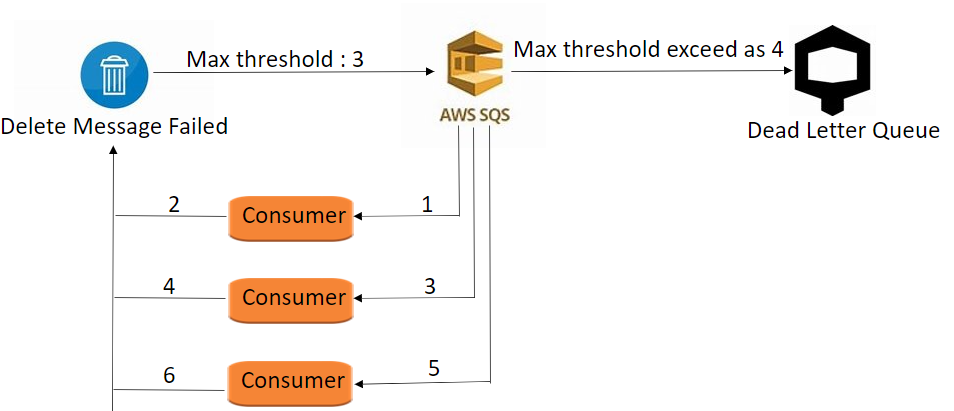 Max threshold : 3
Max threshold exceed as 4
AWS SQS
Delete Message Failed
Dead Letter Queue
2
Consumer
1
4
Consumer
3
6
Consumer
5